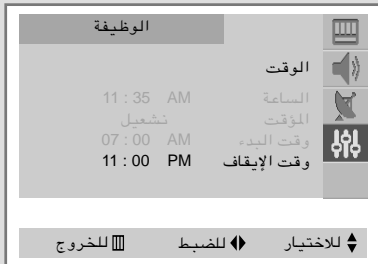 الوظيفة
الوقت
الساعة 11 : 35 AM
المؤقت تشغيل
وقت البدء 07 : 00 AM
وقت الإيقاف 11 : 00 PM
للاختيار للضبط للخروج